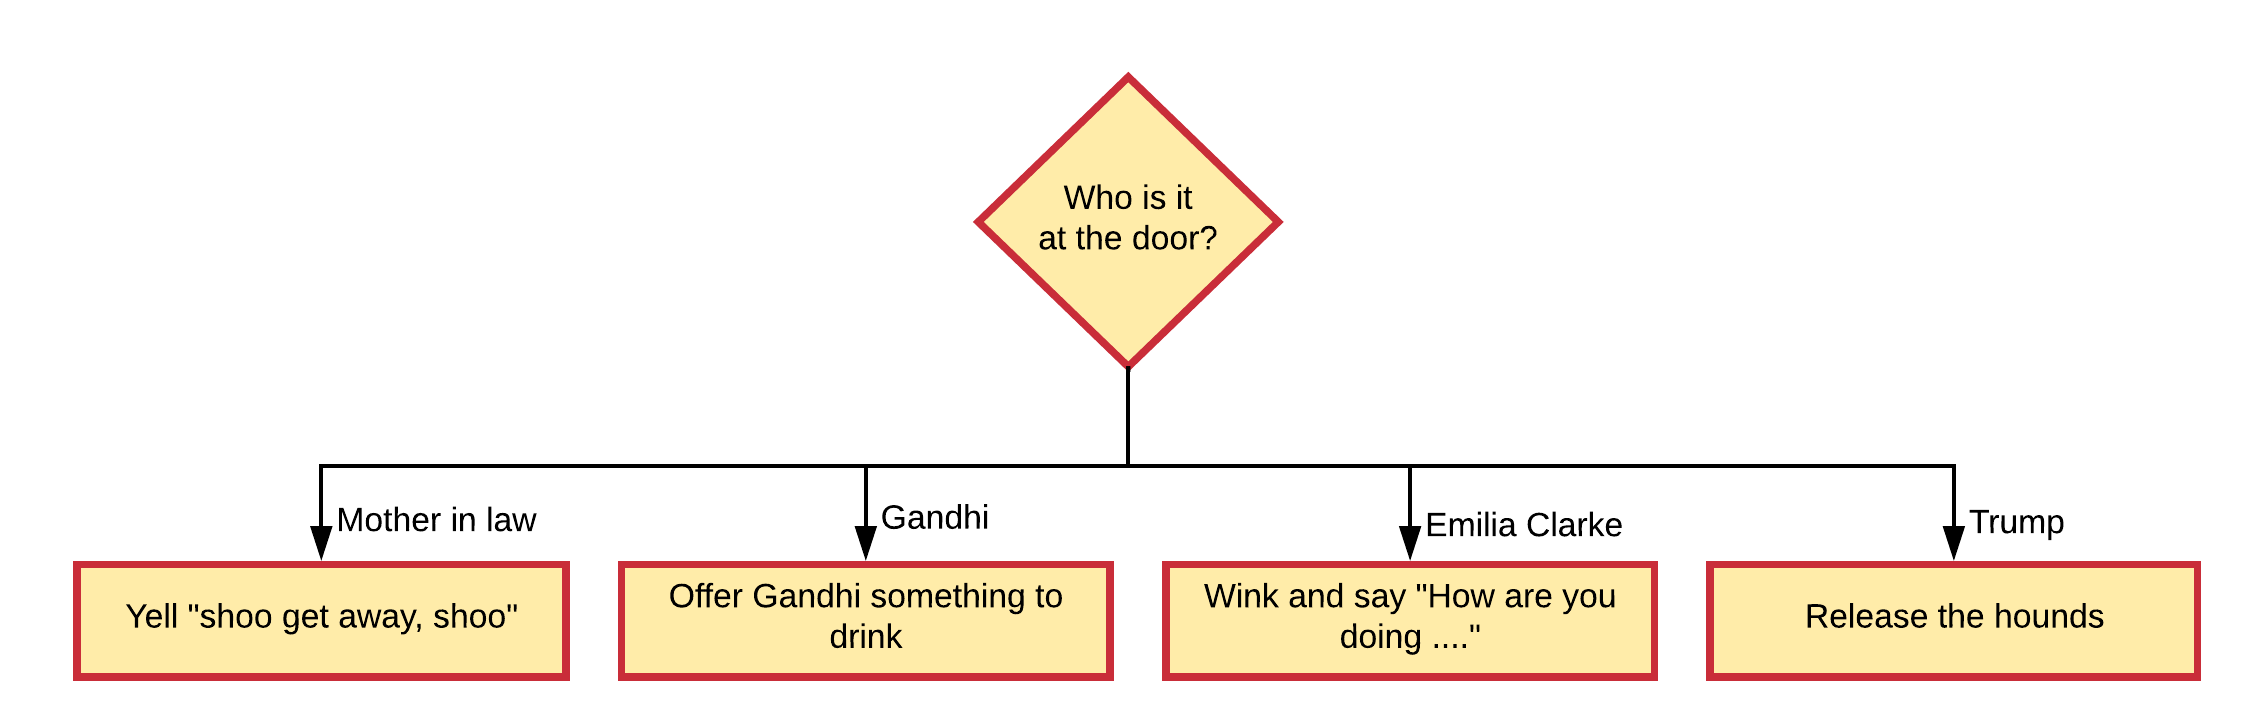 Who is it
at the door?
Mother in law
Gandhi
Emilia Clarke
Trump
Yell "shoo get away, shoo"
Offer Gandhi something to
drink
Wink and say "How are you
doing ...."
Release the hounds